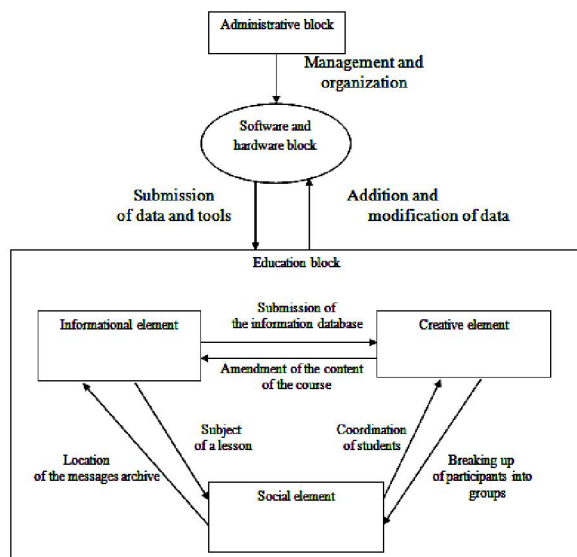 Administrative block
Management and
organization
Software and
hardware block
Submission
of data and tools
Addition and
modification of data
Education block
Informational element
Submission of
the information database
Creative element
Amendment of the content
of the course
Subject
of a lesson
Coordination
of students
Location
of the messages archive
Breaking up
of participants into
groups
Social element